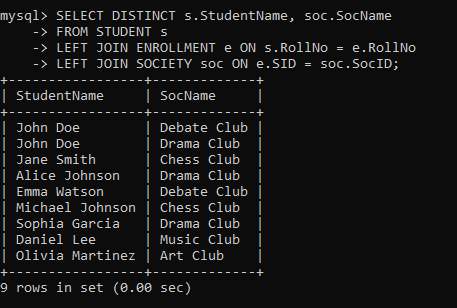 mysql> SELECT DISTINCT s.StudentName, soc.SocName
    -> FROM STUDENT s
    -> LEFT JOIN ENROLLMENT e ON s.RollNo = e.RollNo
    -> LEFT JOIN SOCIETY soc ON e.SID = soc.SocID;
+-----------------+-------------+
| StudentName     | SocName     |
+-----------------+-------------+
| John Doe        | Debate Club |
| John Doe        | Drama Club  |
| Jane Smith      | Chess Club  |
| Alice Johnson   | Drama Club  |
| Emma Watson     | Debate Club |
| Michael Johnson | Chess Club  |
| Sophia Garcia   | Drama Club  |
| Daniel Lee      | Music Club  |
| Olivia Martinez | Art Club    |
+-----------------+-------------+
9 rows in set (0.00 sec)